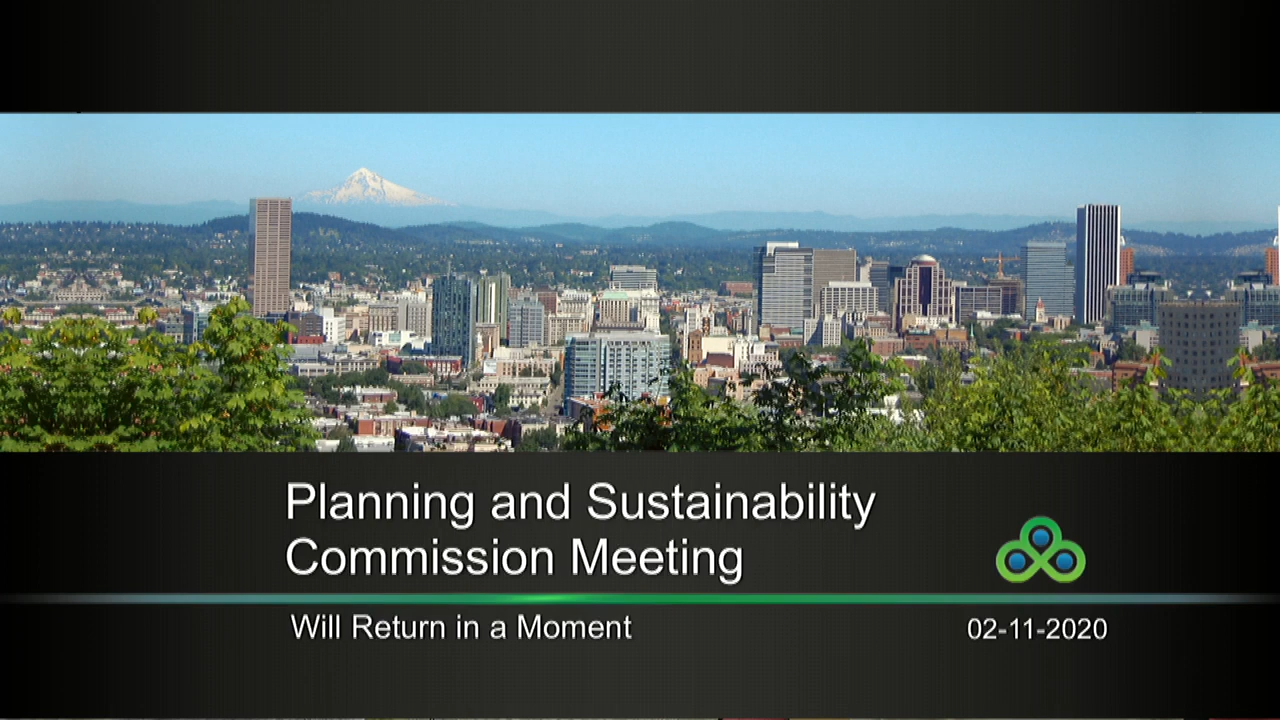 Planning and Sustainability
Commission Meeting
Will Return in a Moment
02-11-2020